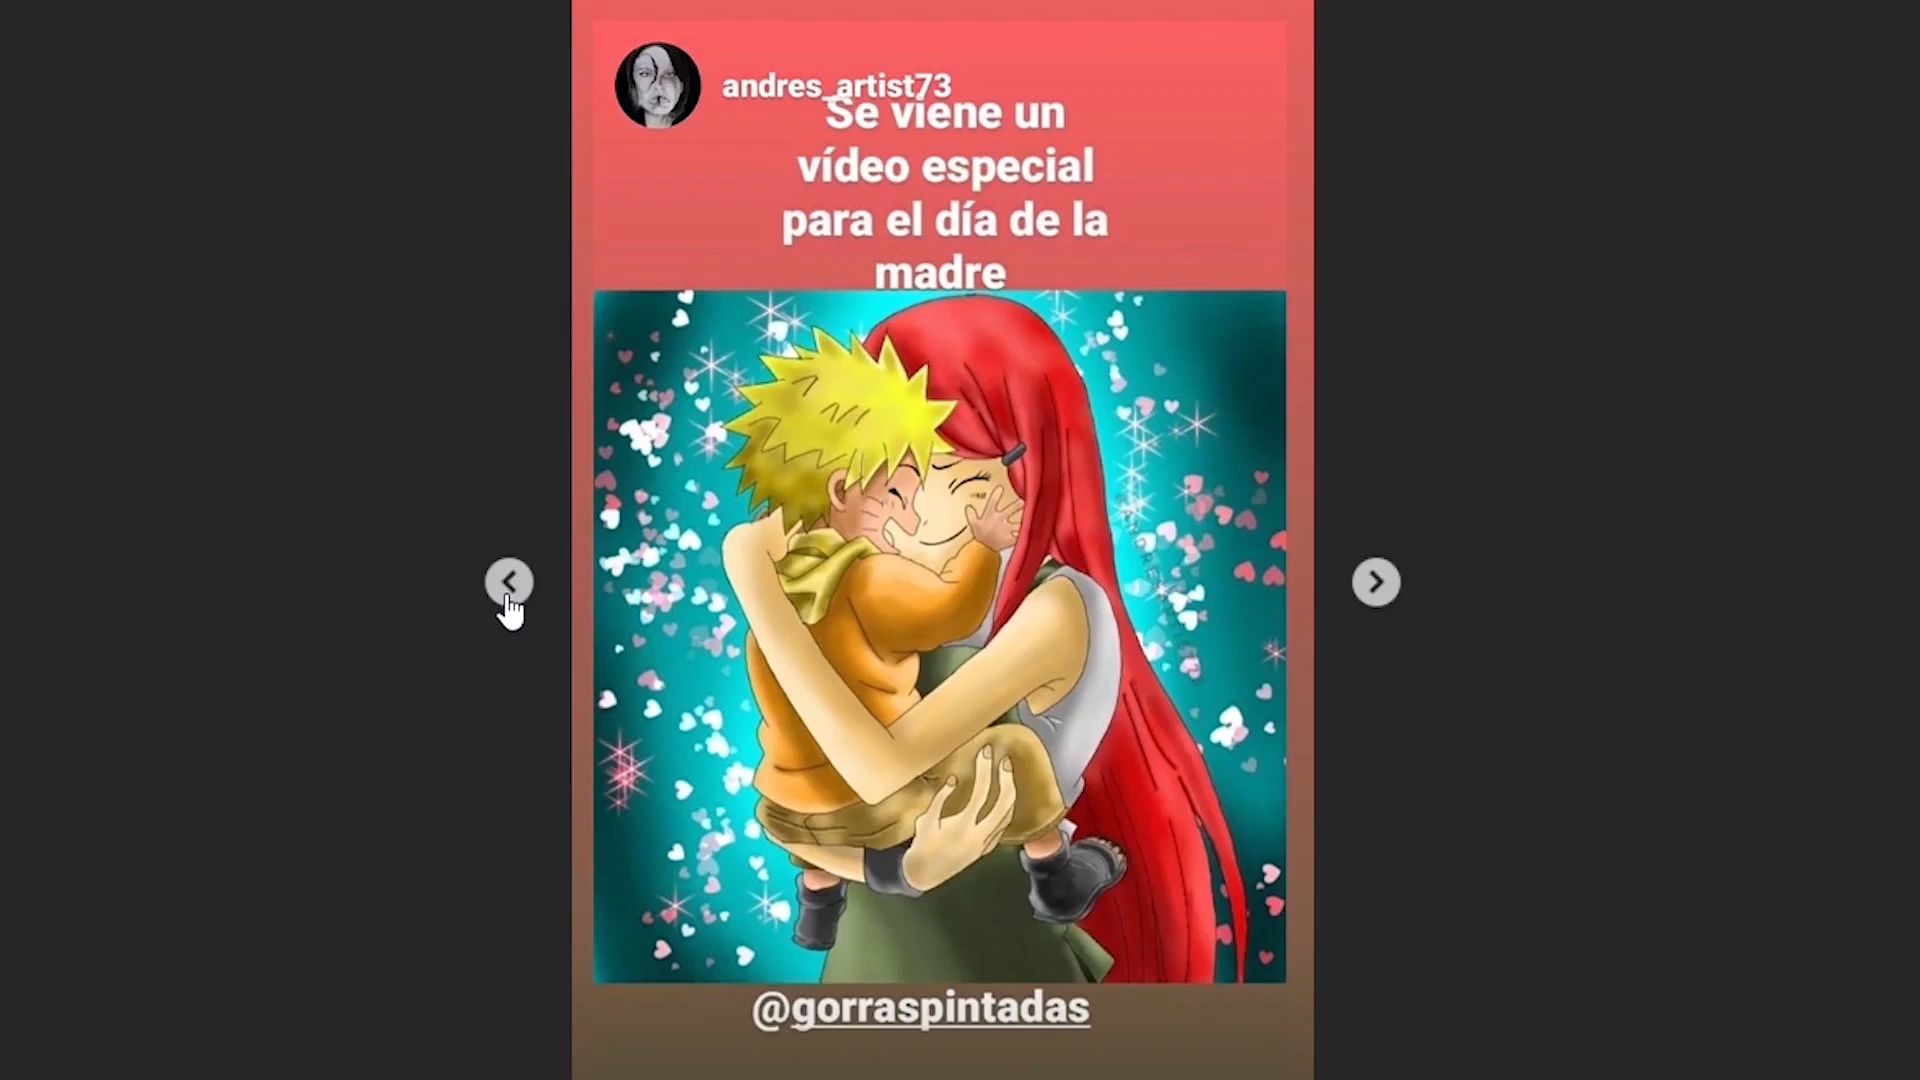 andres_artist73
Se viene un
vídeo especial
para el día de la
madre
@gorraspintadas